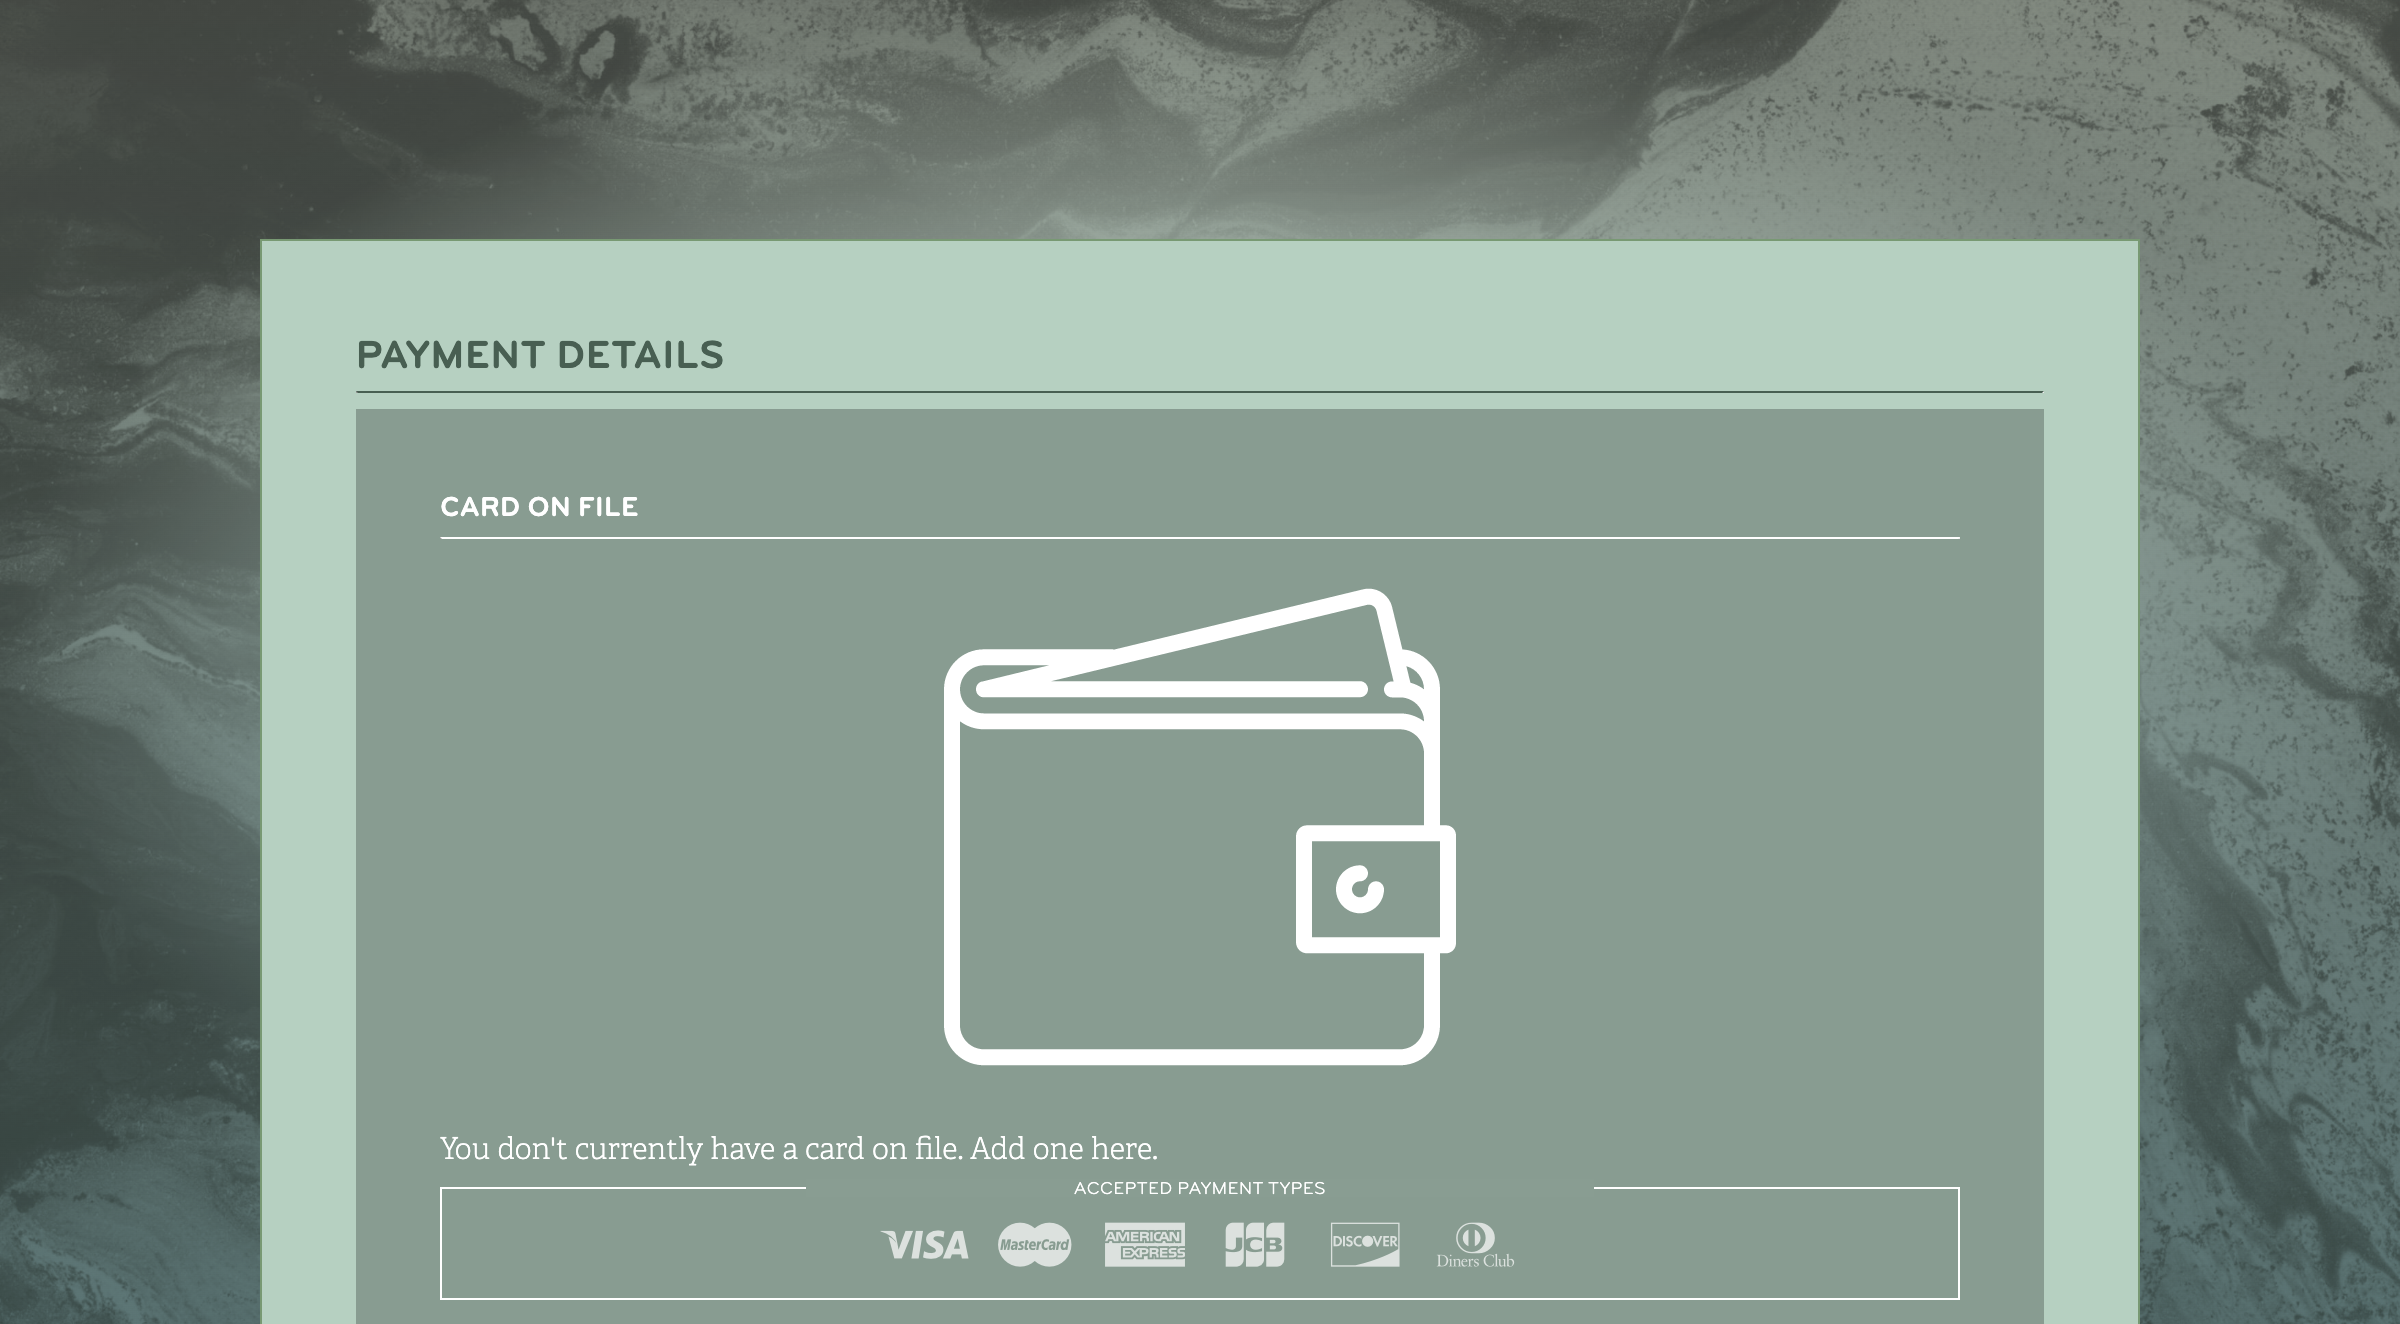 PAYMENT DETAILS
CARD ON FILE
You don't currently have a card on file. Add one here.
ACCEPTED PAYMENT TYPES
VISA MasterCard AMERICAN EXPRESS JCB DISCOVER Diners Club